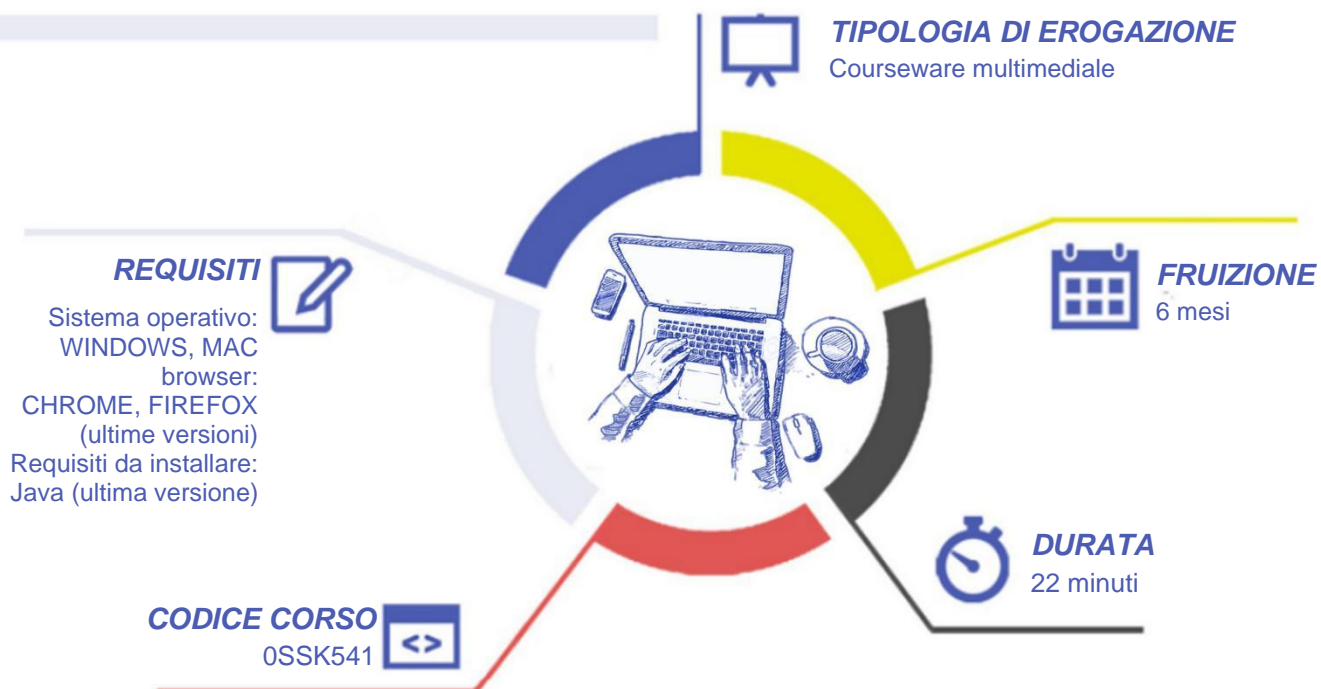 TIPOLOGIA DI EROGAZIONE
Courseware multimediale
REQUISITI
Sistema operativo:
WINDOWS, MAC
browser:
CHROME, FIREFOX
(ultime versioni)
Requisiti da installare:
Java (ultima versione)
FRUIZIONE
6 mesi
DURATA
22 minuti
CODICE CORSO
0SSK541